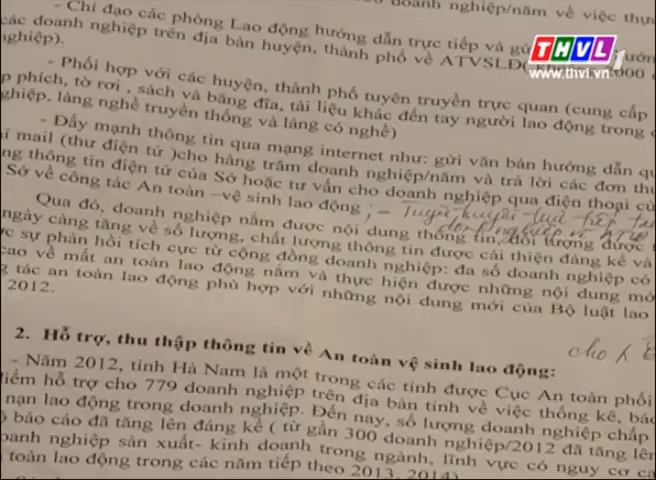 doanh nghiệp/năm về việc thực
- Chỉ đạo các phòng Lao động hướng dẫn trực tiếp và gử
các doanh nghiệp trên địa bàn huyện, thành phố về ATVSLĐ
nghiệp).
THVL1
www.thvl.vn
- Phối hợp với các huyện, thành phố tuyên truyền trực quan (cung cấp
p phích, tờ rơi , sách và băng đĩa, tài liệu khác đến tay người lao động trong
ghiệp, làng nghề truyền thống và làng có nghề)
- Đẩy mạnh thông tin qua mạng internet như: gửi văn bản hướng dẫn qu
i mail (thư điện tử )cho hàng trăm doanh nghiệp/năm và trả lời các đơn thư
ng thông tin điện tử của Sở hoặc tư vấn cho doanh nghiệp qua điện thoại
Sở về công tác An toàn –vệ sinh lao động ;
Qua đó, doanh nghiệp nắm được nội dung thông tin, đối tượng được
ngày càng tăng về số lượng, chất lượng thông tin được cải thiện đáng kể và
ợc sự phản hồi tích cực từ cộng đồng doanh nghiệp: đa số doanh nghiệp có
cao về mất an toàn lao động nắm và thực hiện được những nội dung mớ
g tác an toàn lao động phù hợp với những nội dung mới của Bộ luật lao
2012.
cho
2. Hỗ trợ, thu thập thông tin về An toàn vệ sinh lao động:
- Năm 2012, tỉnh Hà Nam là một trong các tỉnh được Cục An toàn phối
điểm hỗ trợ cho 779 doanh nghiệp trên địa bàn tỉnh về việc thống kê, báo
nạn lao động trong doanh nghiệp. Đến nay, số lượng doanh nghiệp chấp
ộ báo cáo đã tăng lên đáng kể ( từ gần 300 doanh nghiệp/2012 đã tăng lên
oanh nghiệp sản xuất- kinh doanh trong ngành, lĩnh vực có nguy cơ ca
toàn lao động trong các năm tiếp theo 2013, 2014)